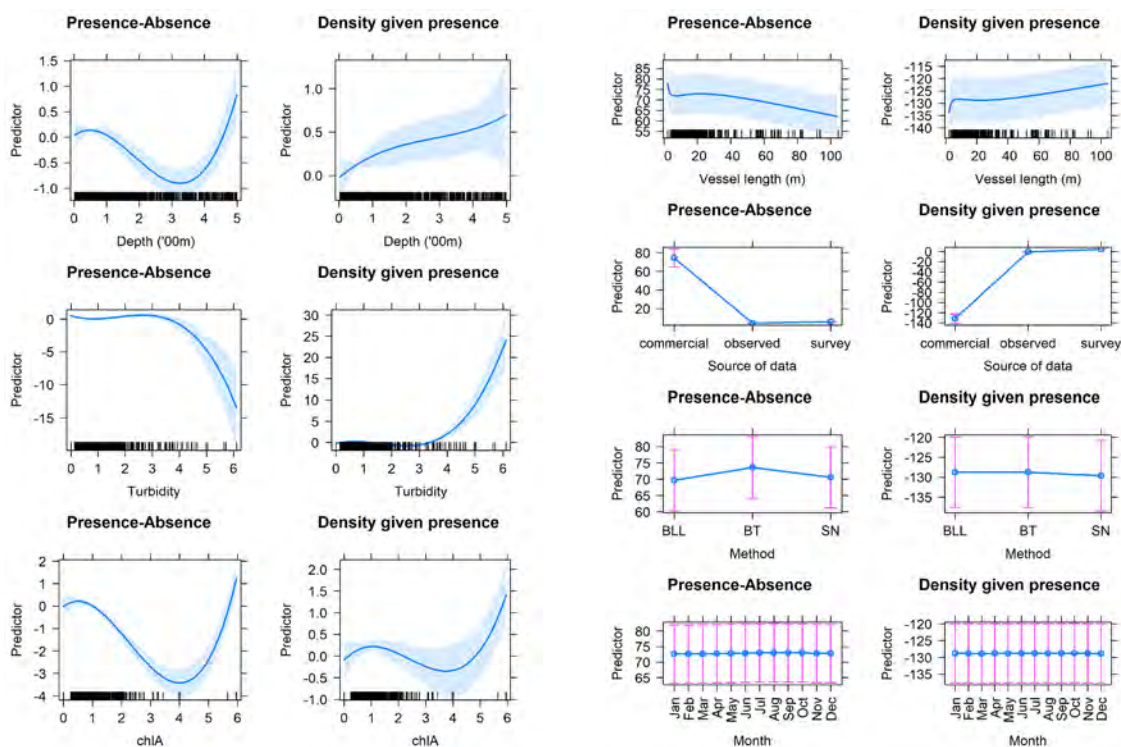 Presence-Absence
Density given presence
Predictor
1.5
1.0
0.5
0.0
-0.5
-1.0
0 1 2 3 4 5
Depth ('00m)
Predictor
1.0
0.5
0.0
0 1 2 3 4 5
Depth ('00m)
Presence-Absence
Density given presence
Predictor
0
-5
-10
-15
0 1 2 3 4 5 6
Turbidity
Predictor
30
25
20
15
10
5
0
0 1 2 3 4 5 6
Turbidity
Presence-Absence
Density given presence
Predictor
2
1
0
-1
-2
-3
-4
0 1 2 3 4 5 6
chlA
Predictor
2.0
1.5
1.0
0.5
0.0
-0.5
-1.0
0 1 2 3 4 5 6
chlA
Presence-Absence
Density given presence
Predictor
85
80
75
70
65
60
55
0 20 40 60 80 100
Vessel length (m)
Predictor
-115
-120
-125
-130
-135
-140
0 20 40 60 80 100
Vessel length (m)
Presence-Absence
Density given presence
Predictor
80
60
40
20
commercial observed survey
Source of data
Predictor
0
-20
-40
-60
-80
-100
-120
-140
commercial observed survey
Source of data
Presence-Absence
Density given presence
Predictor
80
75
70
65
60
BLL BT SN
Method
Predictor
-120
-125
-130
-135
BLL BT SN
Method
Presence-Absence
Density given presence
Predictor
80
75
70
65
Jan Feb Mar Apr May Jun Jul Aug Sep Oct Nov Dec
Month
Predictor
-120
-125
-130
-135
Jan Feb Mar Apr May Jun Jul Aug Sep Oct Nov Dec
Month